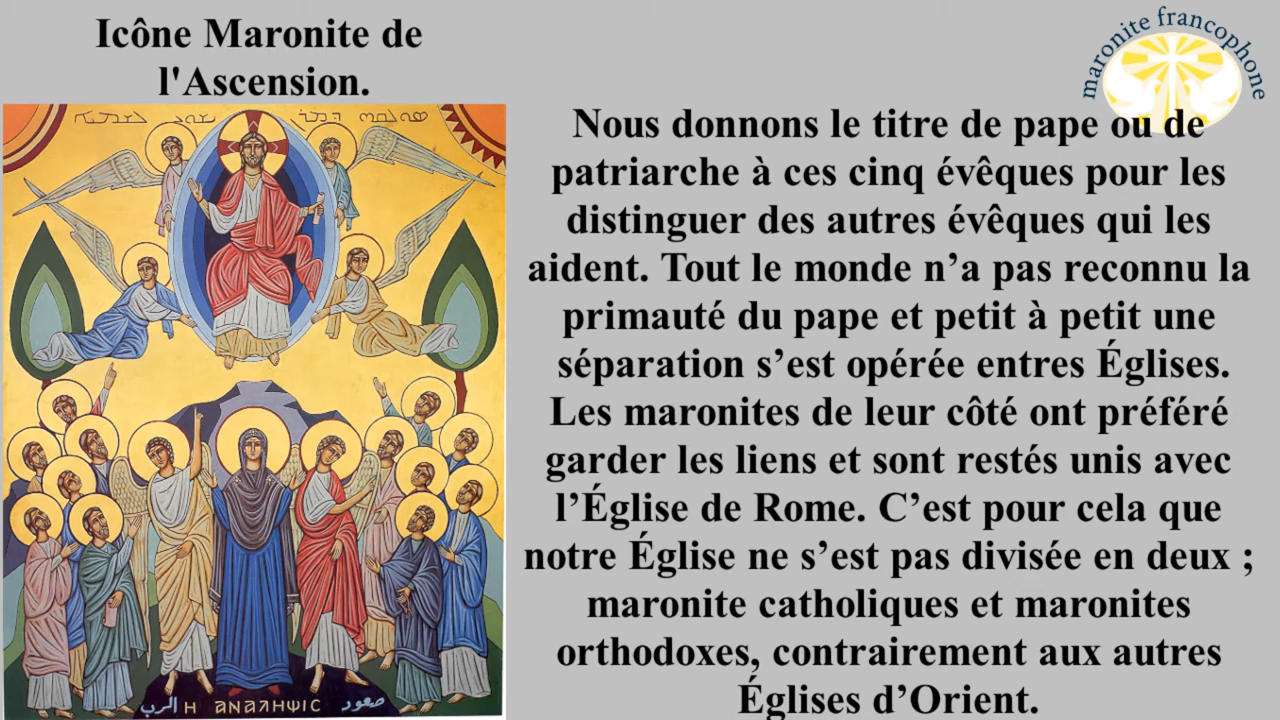 Icône Maronite de
l'Ascension.
maronite francophone
Nous donnons le titre de pape ou de
patriarche à ces cinq évêques pour les
distinguer des autres évêques qui les
aident. Tout le monde n’a pas reconnu la
primauté du pape et petit à petit une
séparation s’est opérée entres Églises.
Les maronites de leur côté ont préféré
garder les liens et sont restés unis avec
l’Église de Rome. C’est pour cela que
notre Église ne s’est pas divisée en deux ;
maronite catholiques et maronites
orthodoxes, contrairement aux autres
Églises d’Orient.
صعود Η ΑΝΑΛΗΨΙС الرب